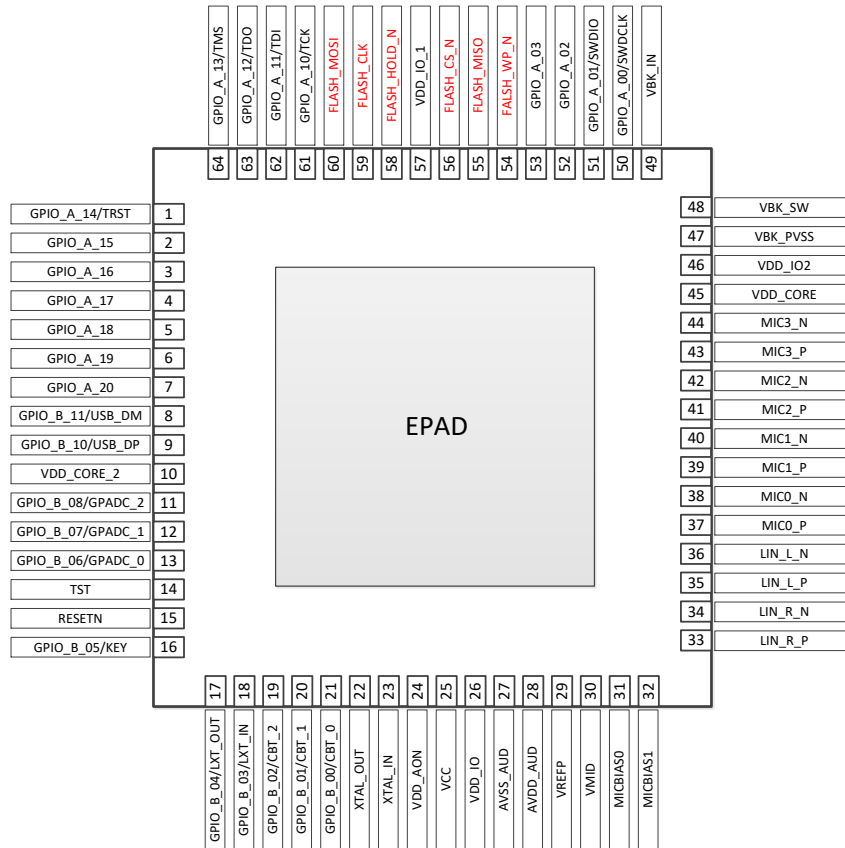 GPIO_A_13/TMS
GPIO_A_12/TDO
GPIO_A_11/TDI
GPIO_A_10/TCK
FLASH_MOSI
FLASH_CLK
FLASH_HOLD_N
VDD_IO_1
FLASH_CS_N
FLASH_MISO
FALSH_WP_N
GPIO_A_03
GPIO_A_02
GPIO_A_01/SWDIO
GPIO_A_00/SWDCLK
VBK_IN
64
63
62
61
60
59
58
57
56
55
54
53
52
51
50
49
GPIO_A_14/TRST 1
GPIO_A_15 2
GPIO_A_16 3
GPIO_A_17 4
GPIO_A_18 5
GPIO_A_19 6
GPIO_A_20 7
GPIO_B_11/USB_DM 8
GPIO_B_10/USB_DP 9
VDD_CORE_2 10
GPIO_B_08/GPADC_2 11
GPIO_B_07/GPADC_1 12
GPIO_B_06/GPADC_0 13
TST 14
RESETN 15
GPIO_B_05/KEY 16
EPAD
48 VBK_SW
47 VBK_PVSS
46 VDD_IO2
45 VDD_CORE
44 MIC3_N
43 MIC3_P
42 MIC2_N
41 MIC2_P
40 MIC1_N
39 MIC1_P
38 MIC0_N
37 MIC0_P
36 LIN_L_N
35 LIN_L_P
34 LIN_R_N
33 LIN_R_P
17
18
19
20
21
22
23
24
25
26
27
28
29
30
31
32
GPIO_B_04/LXT_OUT
GPIO_B_03/LXT_IN
GPIO_B_02/CBT_2
GPIO_B_01/CBT_1
GPIO_B_00/CBT_0
XTAL_OUT
XTAL_IN
VDD_AON
VCC
VDD_IO
AVSS_AUD
AVDD_AUD
VREFP
VMID
MICBIAS0
MICBIAS1